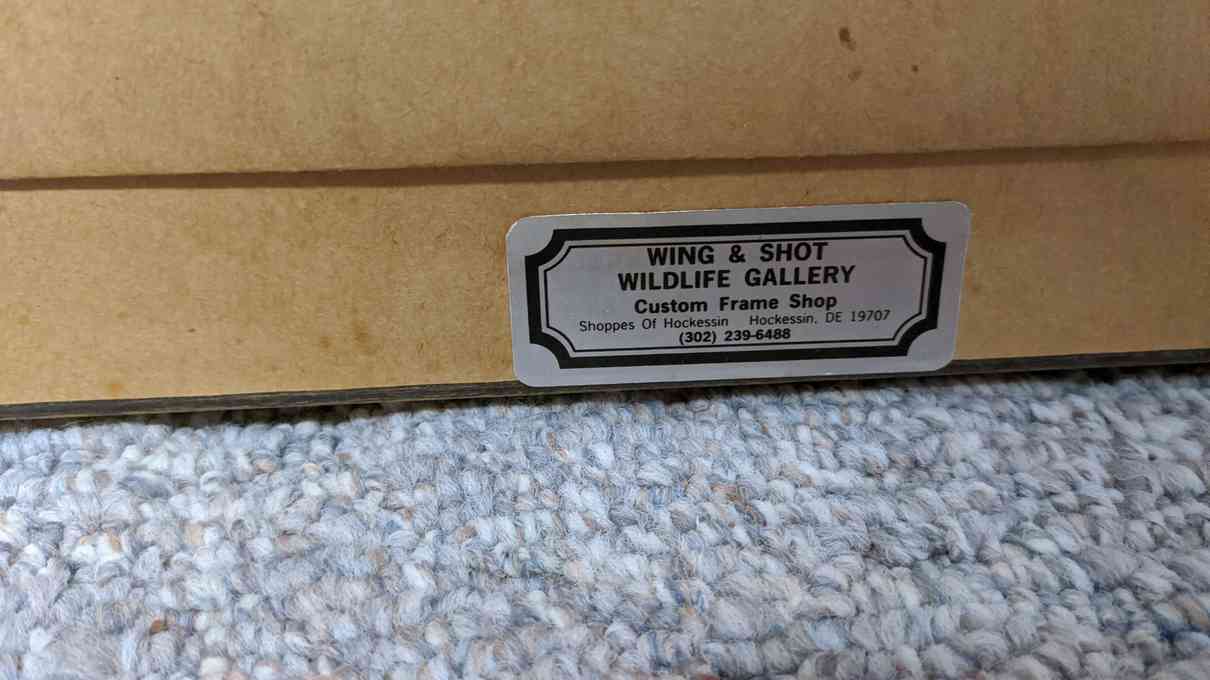 WING & SHOT
WILDLIFE GALLERY
Custom Frame Shop
Shoppes Of Hockessin Hockessin, DE 19707
(302) 239-6488